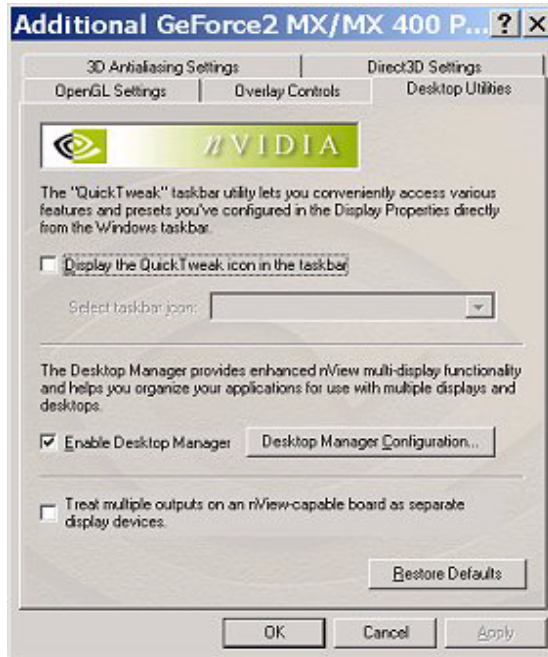 Additional GeForce2 MX/MX 400 P... ? X
3D Antialiasing Settings Direct3D Settings
OpenGL Settings Overlay Controls Desktop Utilities
nVIDIA
The "QuickTweak" taskbar utility lets you conveniently access various
features and presets you've configured in the Display Properties directly
from the Windows taskbar.
Display the QuickTweak icon in the taskbar
Select taskbar icon:
The Desktop Manager provides enhanced nView multi-display functionality
and helps you organize your applications for use with multiple displays and
desktops.
Enable Desktop Manager Desktop Manager Configuration...
Treat multiple outputs on an nView-capable board as separate
display devices.
Restore Defaults
OK Cancel Apply